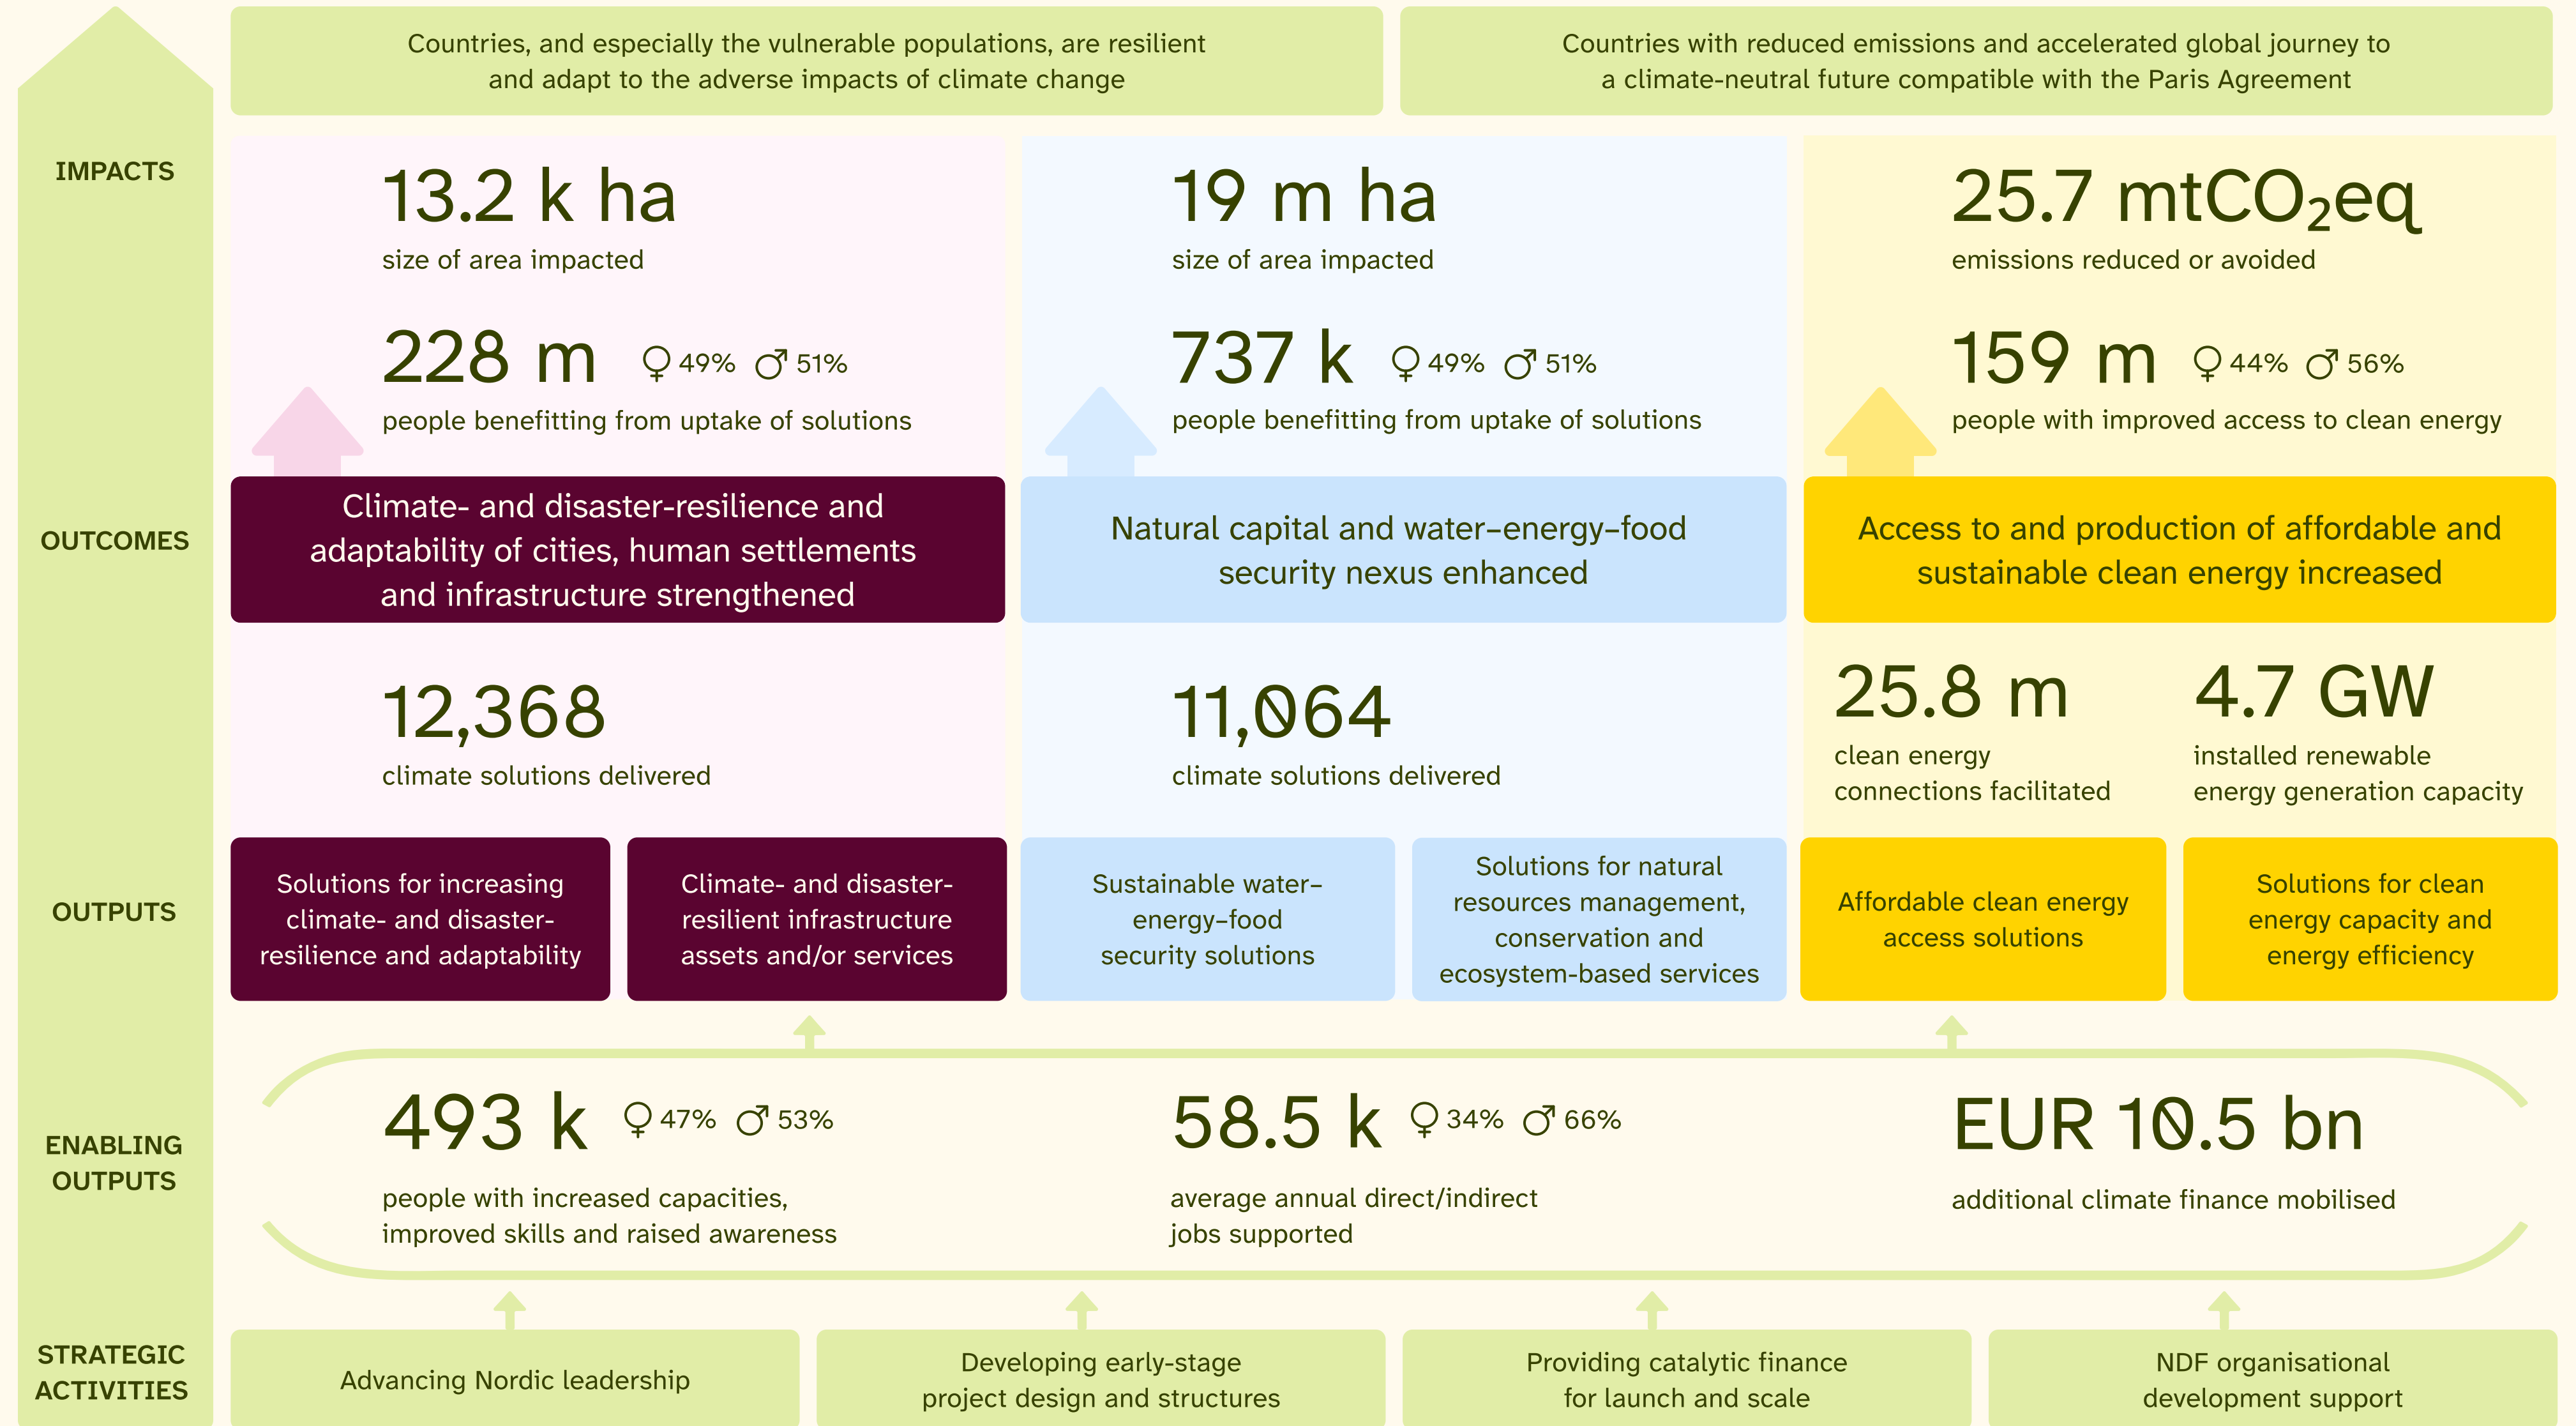 Countries, and especially the vulnerable populations, are resilient
and adapt to the adverse impacts of climate change
Countries with reduced emissions and accelerated global journey to
a climate-neutral future compatible with the Paris Agreement
IMPACTS
13.2 k ha
size of area impacted
228 m ♀ 49% ♂ 51%
people benefitting from uptake of solutions
19 m ha
size of area impacted
737 k ♀ 49% ♂ 51%
people benefitting from uptake of solutions
25.7 mtCO₂eq
emissions reduced or avoided
159 m ♀ 44% ♂ 56%
people with improved access to clean energy
OUTCOMES
Climate- and disaster-resilience and
adaptability of cities, human settlements
and infrastructure strengthened
Natural capital and water–energy–food
security nexus enhanced
Access to and production of affordable and
sustainable clean energy increased
12,368
climate solutions delivered
11,064
climate solutions delivered
25.8 m
clean energy
connections facilitated
4.7 GW
installed renewable
energy generation capacity
OUTPUTS
Solutions for increasing
climate- and disaster-
resilience and adaptability
Climate- and disaster-
resilient infrastructure
assets and/or services
Sustainable water–
energy–food
security solutions
Solutions for natural
resources management,
conservation and
ecosystem-based services
Affordable clean energy
access solutions
Solutions for clean
energy capacity and
energy efficiency
ENABLING
OUTPUTS
493 k ♀ 47% ♂ 53%
people with increased capacities,
improved skills and raised awareness
58.5 k ♀ 34% ♂ 66%
average annual direct/indirect
jobs supported
EUR 10.5 bn
additional climate finance mobilised
STRATEGIC
ACTIVITIES
Advancing Nordic leadership
Developing early-stage
project design and structures
Providing catalytic finance
for launch and scale
NDF organisational
development support